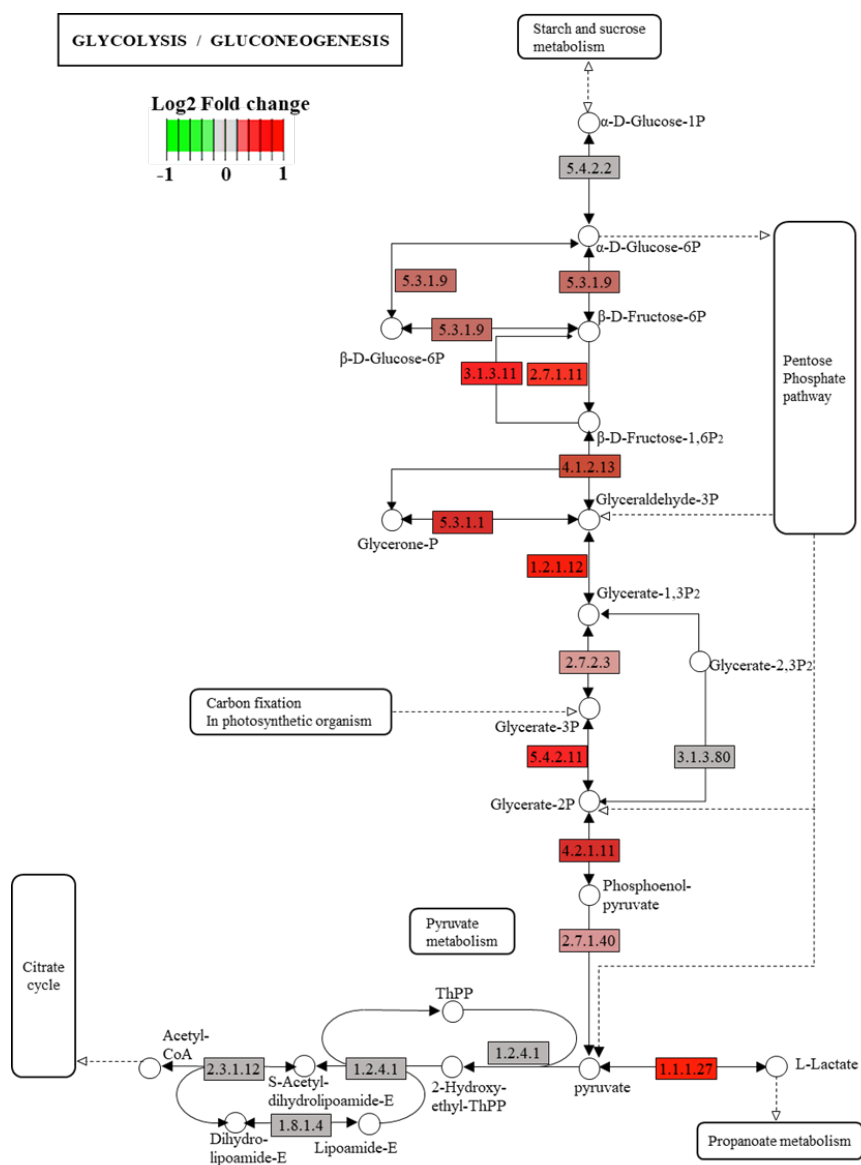 GLYCOLYSIS / GLUCONEOGENESIS
Starch and sucrose
metabolism
Log2 Fold change
-1 0 1
α-D-Glucose-1P
5.4.2.2
α-D-Glucose-6P
5.3.1.9
5.3.1.9
β-D-Fructose-6P
5.3.1.9
β-D-Glucose-6P
3.1.3.11
2.7.1.11
Pentose
Phosphate
pathway
β-D-Fructose-1,6P2
4.1.2.13
Glyceraldehyde-3P
5.3.1.1
Glycerone-P
1.2.1.12
Glycerate-1,3P2
2.7.2.3
Glycerate-2,3P2
Carbon fixation
In photosynthetic organism
Glycerate-3P
5.4.2.11
3.1.3.80
Glycerate-2P
4.2.1.11
Phosphoenol-
pyruvate
Pyruvate
metabolism
2.7.1.40
Citrate
cycle
ThPP
Acetyl-
CoA
2.3.1.12
S-Acetyl-
dihydrolipoamide-E
1.2.4.1
1.2.4.1
2-Hydroxy-
ethyl-ThPP
pyruvate
1.1.1.27
L-Lactate
1.8.1.4
Dihydro-
lipoamide-E
Lipoamide-E
Propanoate metabolism